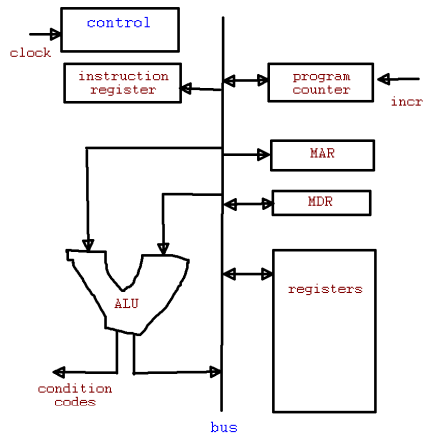 control
clock
instruction
register
program
counter
incr
MAR
MDR
ALU
registers
condition
codes
bus